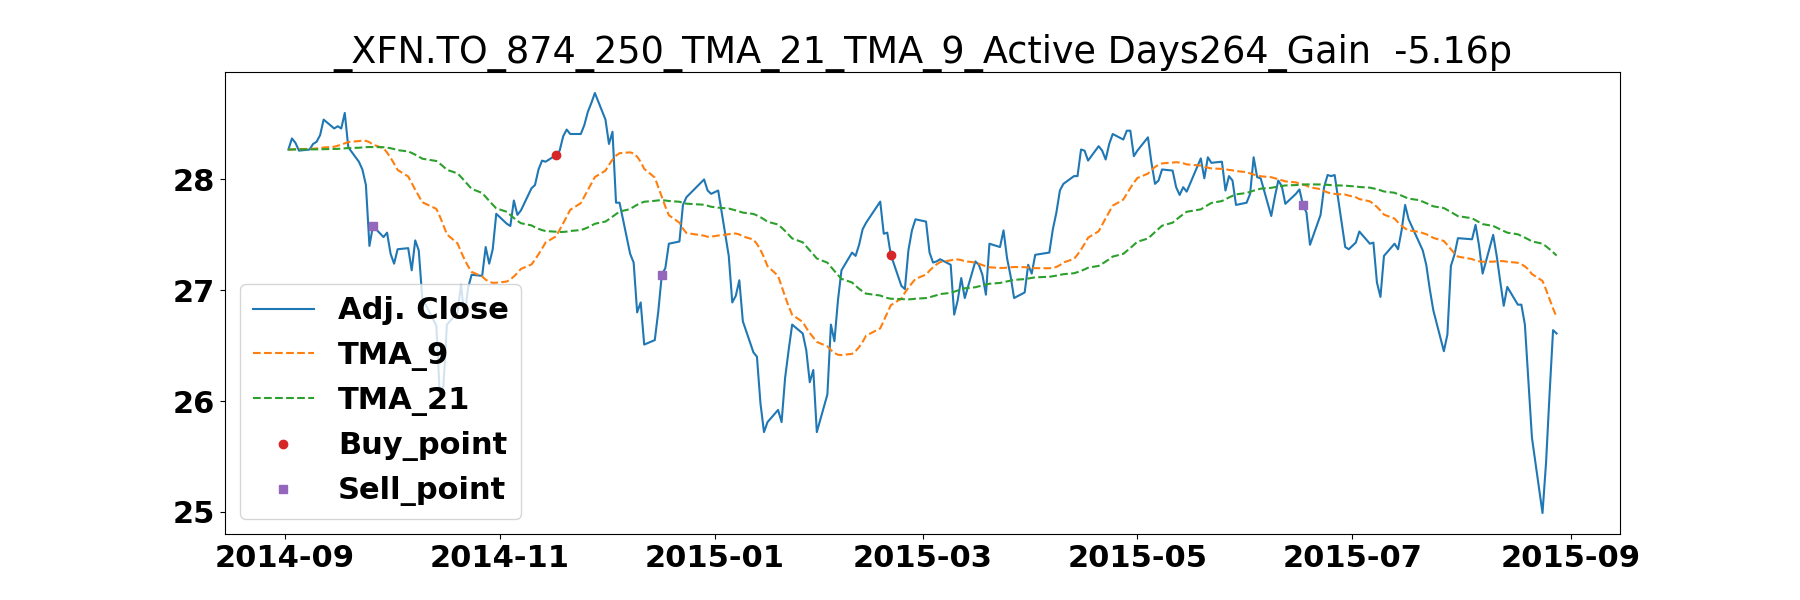 _XFN.TO_874_250_TMA_21_TMA_9_Active Days264_Gain  -5.16p
28
27
26
25
Adj. Close
TMA_9
TMA_21
Buy_point
Sell_point
2014-09 2014-11 2015-01 2015-03 2015-05 2015-07 2015-09